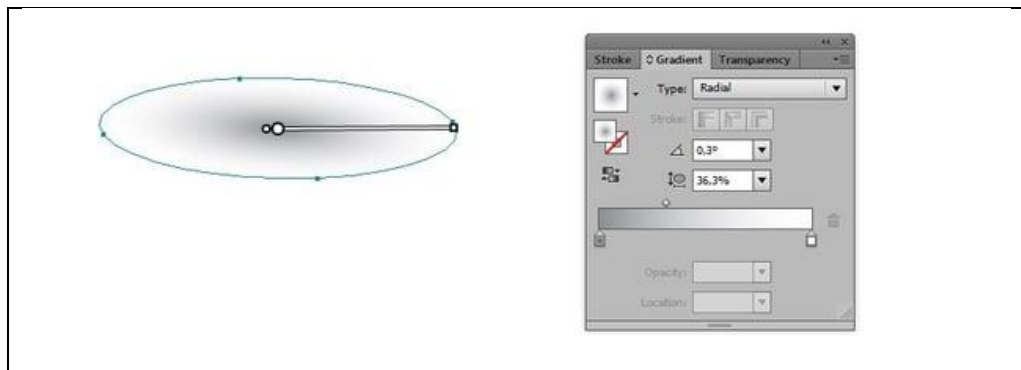 Stroke Gradient Transparency
Type: Radial
Stroke:
0,3°
36,3%
Opacity:
Location: